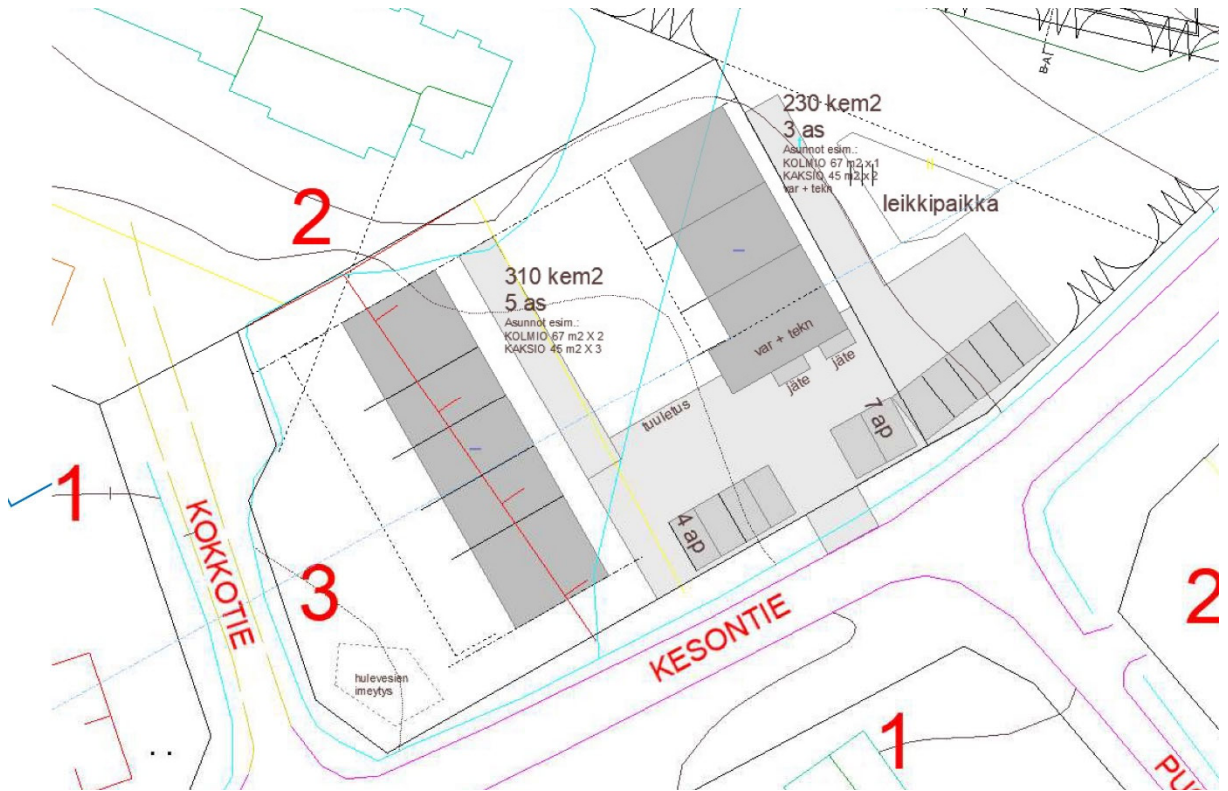 B-A1
230 kem2
3 as
Asunnot esim.:
KOLMIO 67 m2 x 1
KAKSIO 45 m2 x 2
var + tekn
leikkipaikka
2
310 kem2
5 as
Asunnot esim.:
KOLMIO 67 m2 X 2
KAKSIO 45 m2 X 3
var + tekn
jäte
jäte
tuuletus
7 ap
4 ap
1
KOKKOTIE
3
2
KESONTIE
hulevesien
imeytys
1